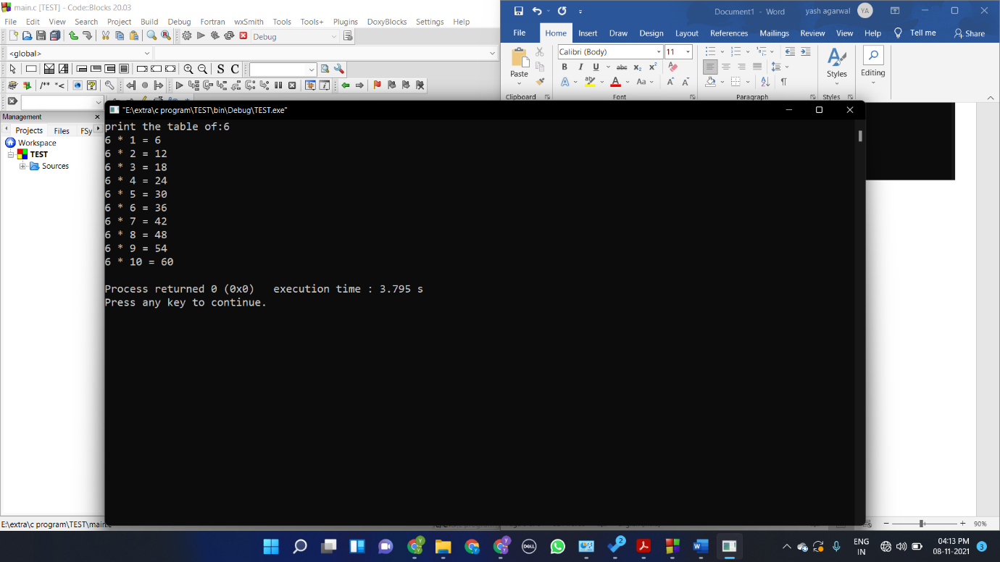 main.c [TEST] - Code::Blocks 20.03
File Edit View Search Project Build Debug Fortran wxSmith Tools Tools+ Plugins DoxyBlocks Settings Help
Debug
<global>
S C
/** *<
Management
Projects Files FSy
Workspace
TEST
Sources
E:\extra\c program\TEST\main.c
Document1 - Word yash agarwal YA
File Home Insert Draw Design Layout References Mailings Review View Help Tell me Share
Calibri (Body) 11
Paste
B I U abc x₂ x² Aa A A
Styles
Editing
Clipboard Font Paragraph Styles
"E:\extra\c program\TEST\bin\Debug\TEST.exe"
print the table of:6
6 * 1 = 6
6 * 2 = 12
6 * 3 = 18
6 * 4 = 24
6 * 5 = 30
6 * 6 = 36
6 * 7 = 42
6 * 8 = 48
6 * 9 = 54
6 * 10 = 60
Process returned 0 (0x0) execution time : 3.795 s
Press any key to continue.
90%
DELL
2
ENG
IN
04:13 PM
08-11-2021
3